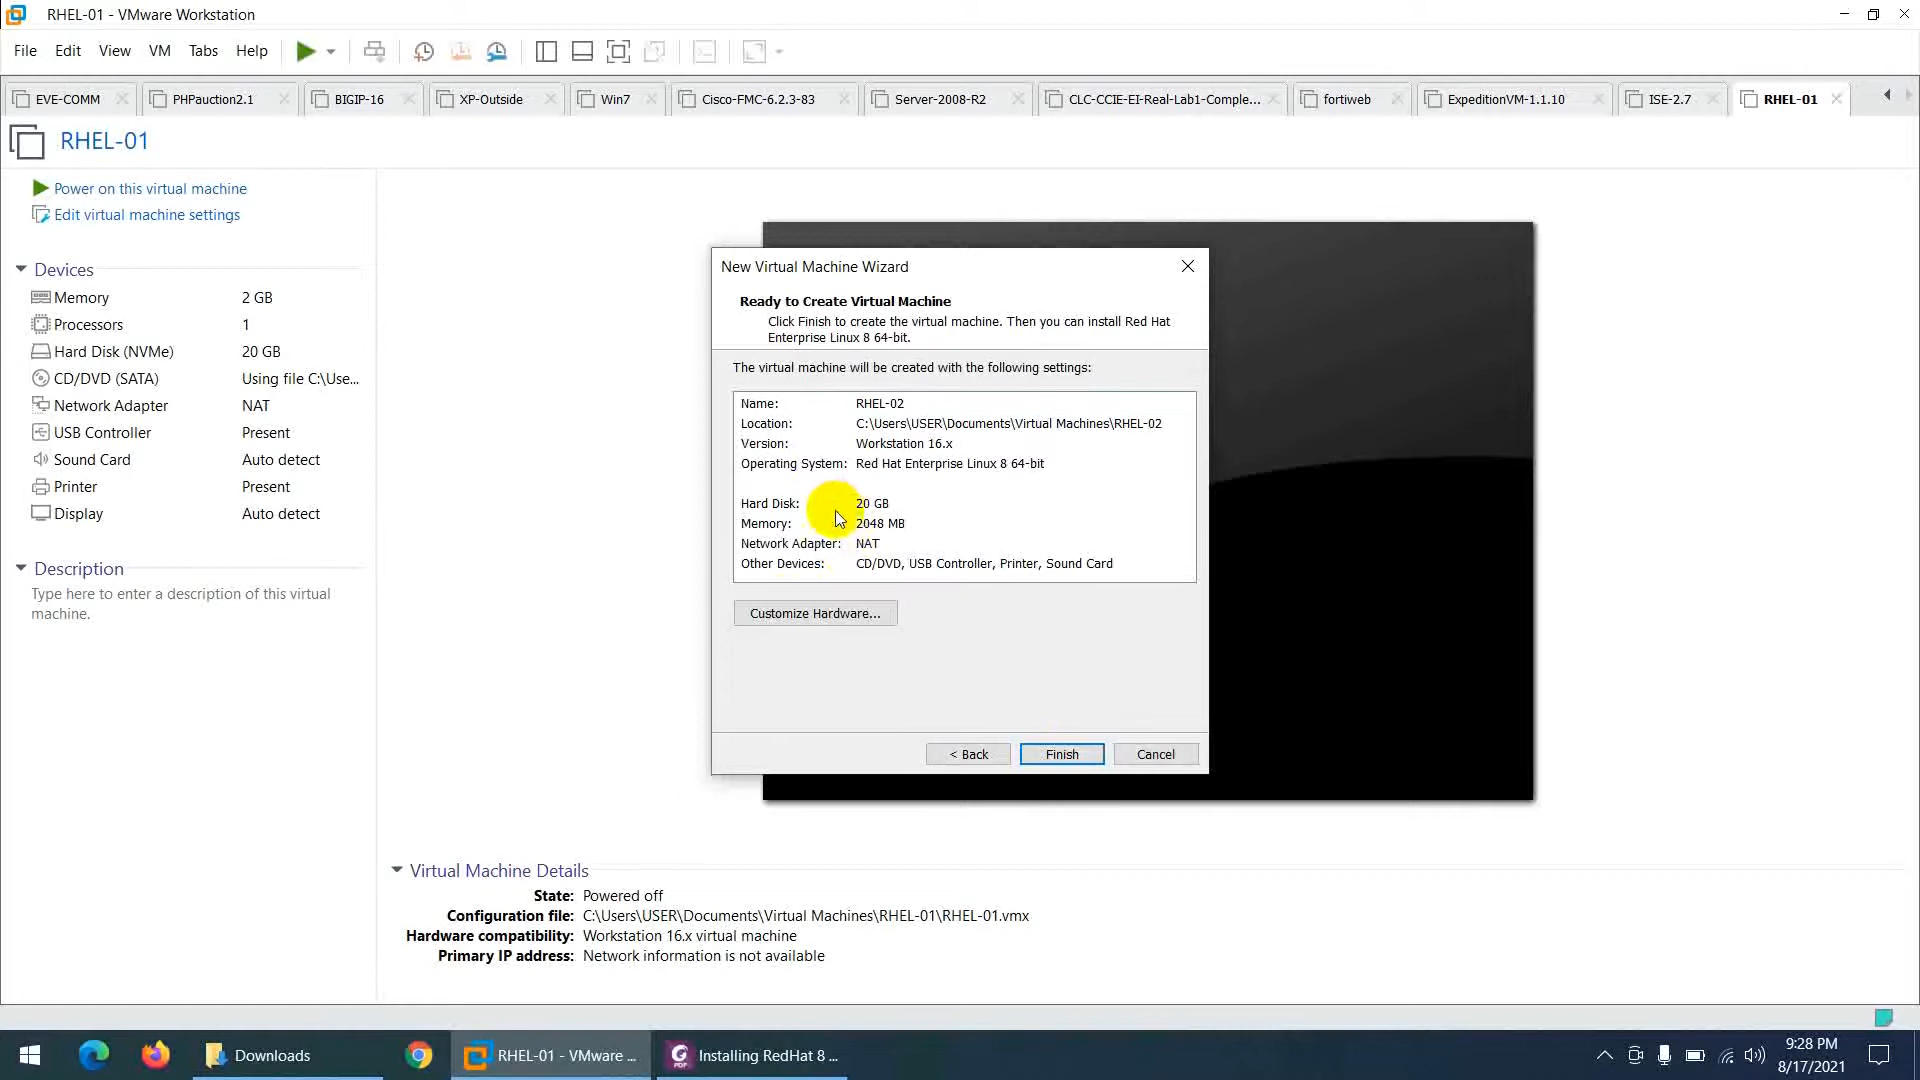 RHEL-01 - VMware Workstation
File Edit View VM Tabs Help
EVE-COMM PHPauction2.1 BIGIP-16 XP-Outside Win7 Cisco-FMC-6.2.3-83 Server-2008-R2 CLC-CCIE-EI-Real-Lab1-Comple... fortiweb ExpeditionVM-1.1.10 ISE-2.7 RHEL-01
RHEL-01
Power on this virtual machine
Edit virtual machine settings
Devices
Memory 2 GB
Processors 1
Hard Disk (NVMe) 20 GB
CD/DVD (SATA) Using file C:\Use...
Network Adapter NAT
USB Controller Present
Sound Card Auto detect
Printer Present
Display Auto detect
Description
Type here to enter a description of this virtual
machine.
New Virtual Machine Wizard
Ready to Create Virtual Machine
Click Finish to create the virtual machine. Then you can install Red Hat
Enterprise Linux 8 64-bit.
The virtual machine will be created with the following settings:
Name: RHEL-02
Location: C:\Users\USER\Documents\Virtual Machines\RHEL-02
Version: Workstation 16.x
Operating System: Red Hat Enterprise Linux 8 64-bit
Hard Disk: 20 GB
Memory: 2048 MB
Network Adapter: NAT
Other Devices: CD/DVD, USB Controller, Printer, Sound Card
Customize Hardware...
< Back Finish Cancel
Virtual Machine Details
State: Powered off
Configuration file: C:\Users\USER\Documents\Virtual Machines\RHEL-01\RHEL-01.vmx
Hardware compatibility: Workstation 16.x virtual machine
Primary IP address: Network information is not available
Downloads RHEL-01 - VMware ... PDF Installing RedHat 8 ...
9:28 PM
8/17/2021